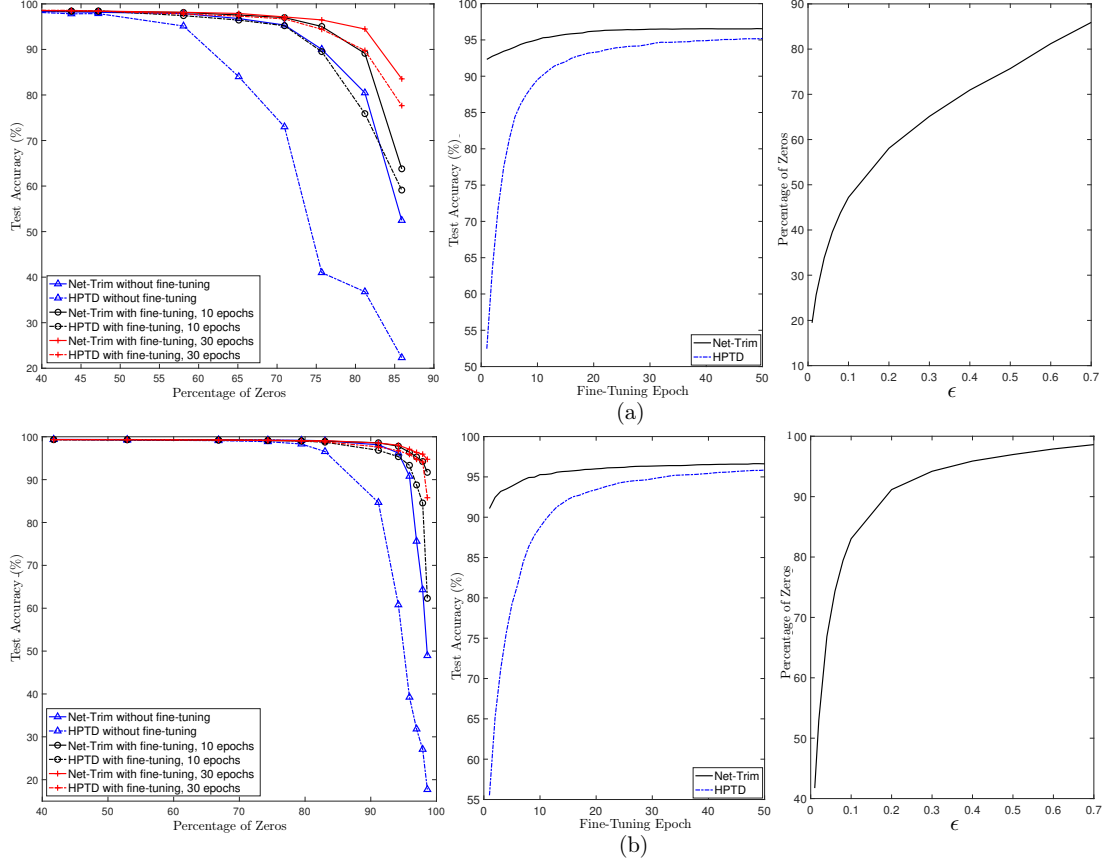 Test Accuracy (%)
100
90
80
70
60
50
40
30
20
Net-Trim without fine-tuning
HPTD without fine-tuning
Net-Trim with fine-tuning, 10 epochs
HPTD with fine-tuning, 10 epochs
Net-Trim with fine-tuning, 30 epochs
HPTD with fine-tuning, 30 epochs
40 45 50 55 60 65 70 75 80 85 90
Percentage of Zeros
Test Accuracy (%)
100
95
90
85
80
75
70
65
60
55
50
Net-Trim
HPTD
0 10 20 30 40 50
Fine-Tuning Epoch
Percentage of Zeros
90
80
70
60
50
40
30
20
10
0 0.1 0.2 0.3 0.4 0.5 0.6 0.7
ϵ
(a)
Test Accuracy (%)
100
90
80
70
60
50
40
30
20
Net-Trim without fine-tuning
HPTD without fine-tuning
Net-Trim with fine-tuning, 10 epochs
HPTD with fine-tuning, 10 epochs
Net-Trim with fine-tuning, 30 epochs
HPTD with fine-tuning, 30 epochs
40 50 60 70 80 90 100
Percentage of Zeros
Test Accuracy (%)
100
95
90
85
80
75
70
65
60
55
Net-Trim
HPTD
0 10 20 30 40 50
Fine-Tuning Epoch
Percentage of Zeros
100
90
80
70
60
50
40
0 0.1 0.2 0.3 0.4 0.5 0.6 0.7
ϵ
(b)